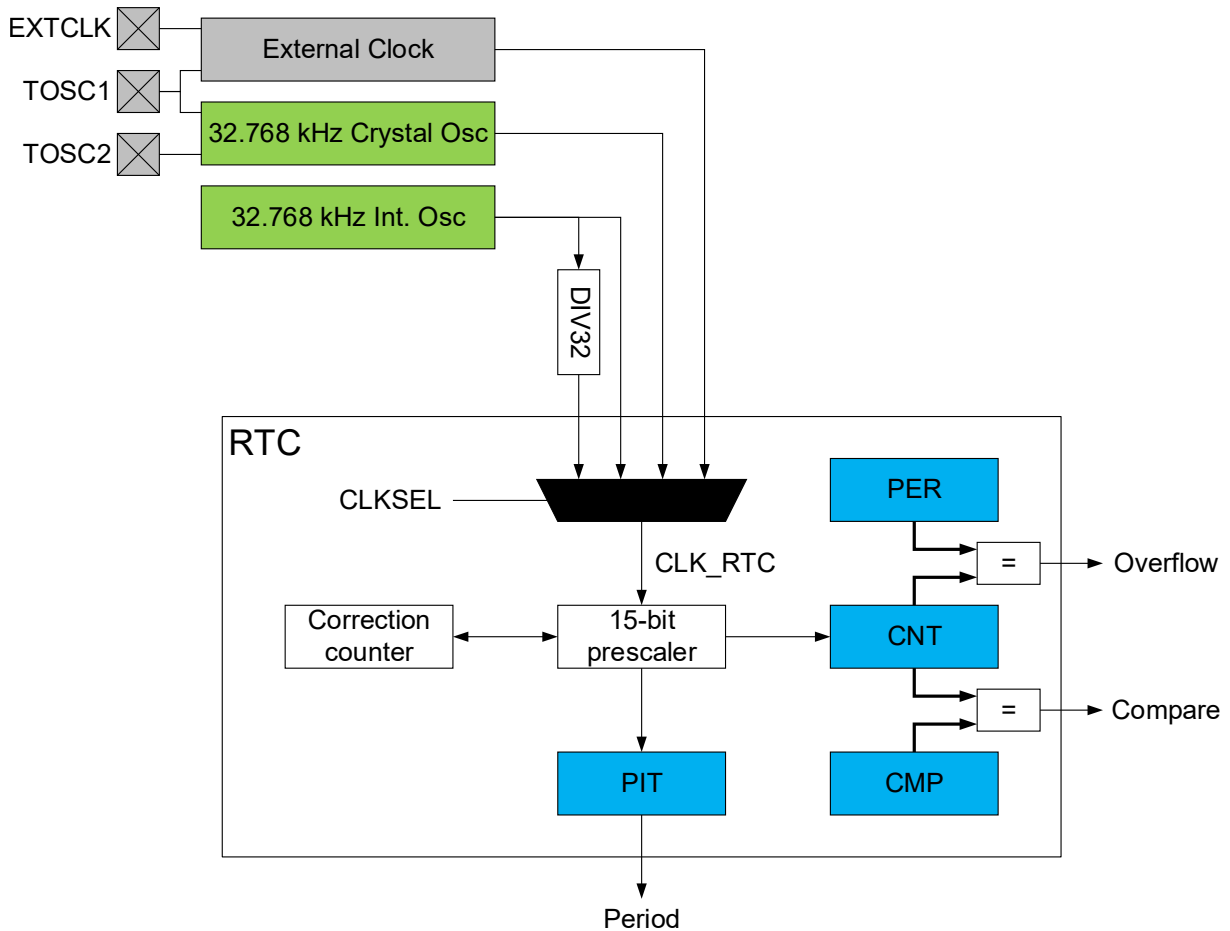 EXTCLK
External Clock
TOSC1
32.768 kHz Crystal Osc
TOSC2
32.768 kHz Int. Osc
DIV32
RTC
CLKSEL
PER
CLK_RTC
=
Overflow
Correction
counter
15-bit
prescaler
CNT
=
Compare
PIT
CMP
Period